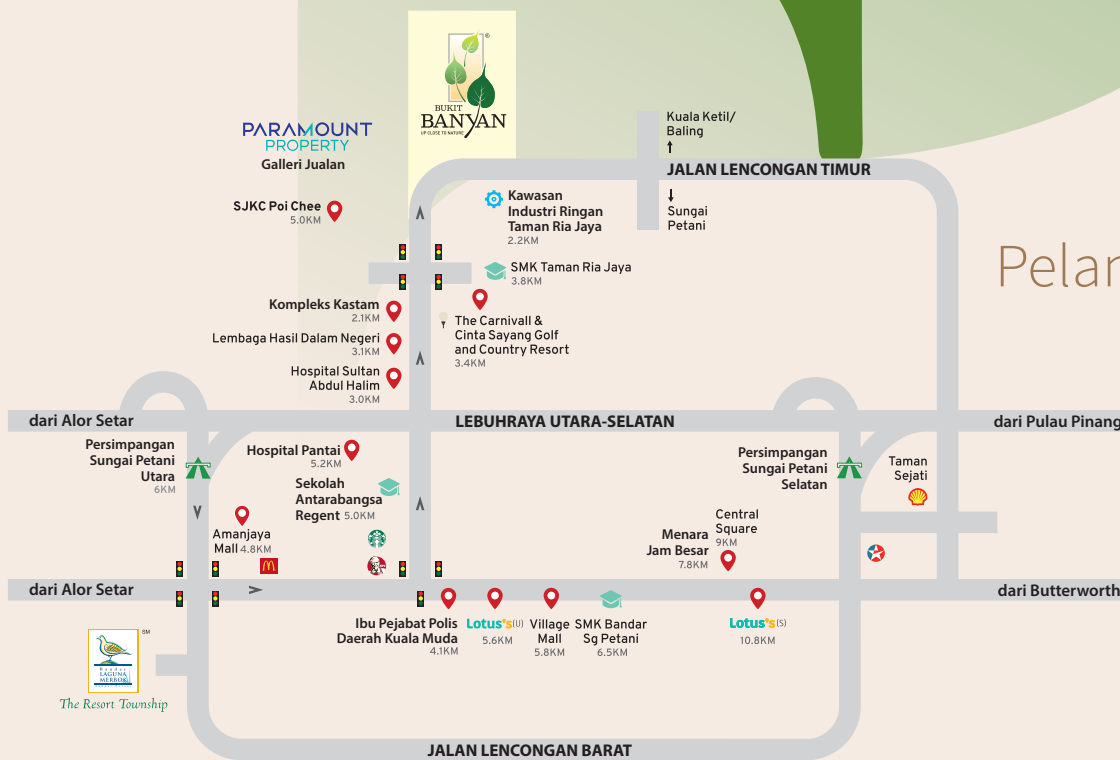 BUKIT
BANYAN
UP CLOSE TO NATURE
®
PARAMOUNT
PROPERTY
Galleri Jualan
Kuala Ketil/
Baling
JALAN LENCONGAN TIMUR
Sungai
Petani
SJKC Poi Chee
5.0KM
Kawasan
Industri Ringan
Taman Ria Jaya
2.2KM
SMK Taman Ria Jaya
3.8KM
Pelan
Kompleks Kastam
2.1KM
The Carnivall &
Cinta Sayang Golf
and Country Resort
3.4KM
Lembaga Hasil Dalam Negeri
3.1KM
Hospital Sultan
Abdul Halim
3.0KM
dari Alor Setar
LEBUHRAYA UTARA-SELATAN
dari Pulau Pinang
Persimpangan
Sungai Petani
Utara
6KM
Hospital Pantai
5.2KM
Sekolah
Antarabangsa
Regent 5.0KM
Persimpangan
Sungai Petani
Selatan
Taman
Sejati
Amanjaya
Mall 4.8KM
Menara
Jam Besar
7.8KM
Central
Square
9KM
KFC
dari Alor Setar
dari Butterworth
Ibu Pejabat Polis
Daerah Kuala Muda
4.1KM
Lotus's(U)
5.6KM
Village
Mall
5.8KM
SMK Bandar
Sg Petani
6.5KM
Lotus's(S)
10.8KM
SM
Bandar
LAGUNA
MERBOK
The Resort Township
JALAN LENCONGAN BARAT